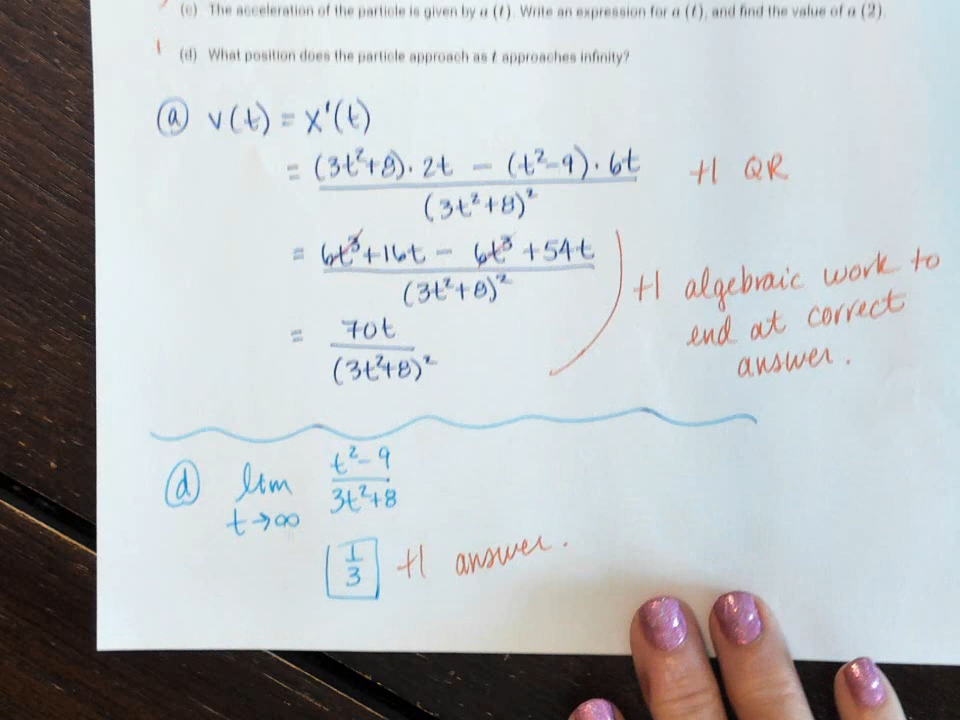 (c) The acceleration of the particle is given by a (t). Write an expression for a (t), and find the value of a (2).
1 (d) What position does the particle approach as t approaches infinity?
(a) v(t) = x'(t)
= (3t²+8)·2t - (t²-9)·6t +1 QR
(3t²+8)²
= 6t³+16t - 6t³+54t
(3t²+8)²
+1 algebraic work to
end at correct
answer.
= 70t
(3t²+8)²
(d) lim t²-9
t→∞ 3t²+8
1
3 +1 answer.